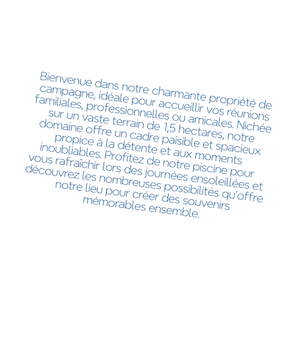 Bienvenue dans notre charmante propriété de
campagne, idéale pour accueillir vos réunions
familiales, professionnelles ou amicales. Nichée
sur un vaste terrain de 1,5 hectares, notre
domaine offre un cadre paisible et spacieux
propice à la détente et aux moments
inoubliables. Profitez de notre piscine pour
vous rafraîchir lors des journées ensoleillées et
découvrez les nombreuses possibilités qu'offre
notre lieu pour créer des souvenirs
mémorables ensemble.